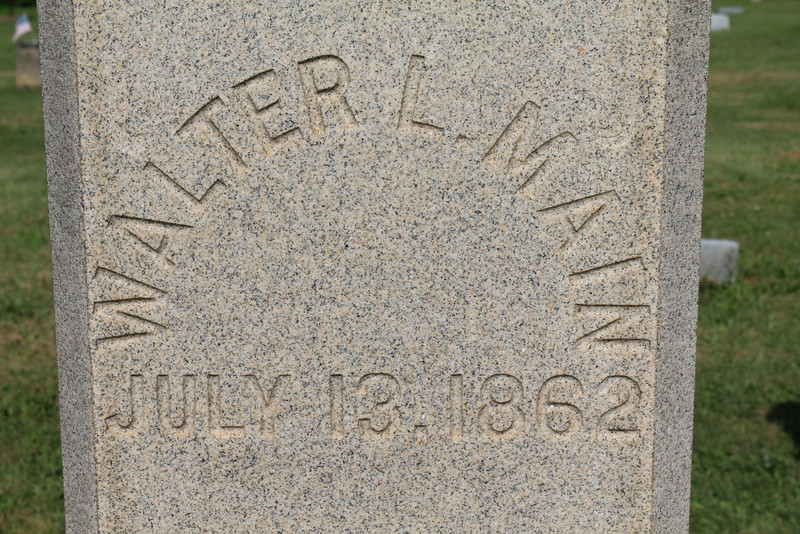 WALTER L. MAIN
JULY 13. 1862